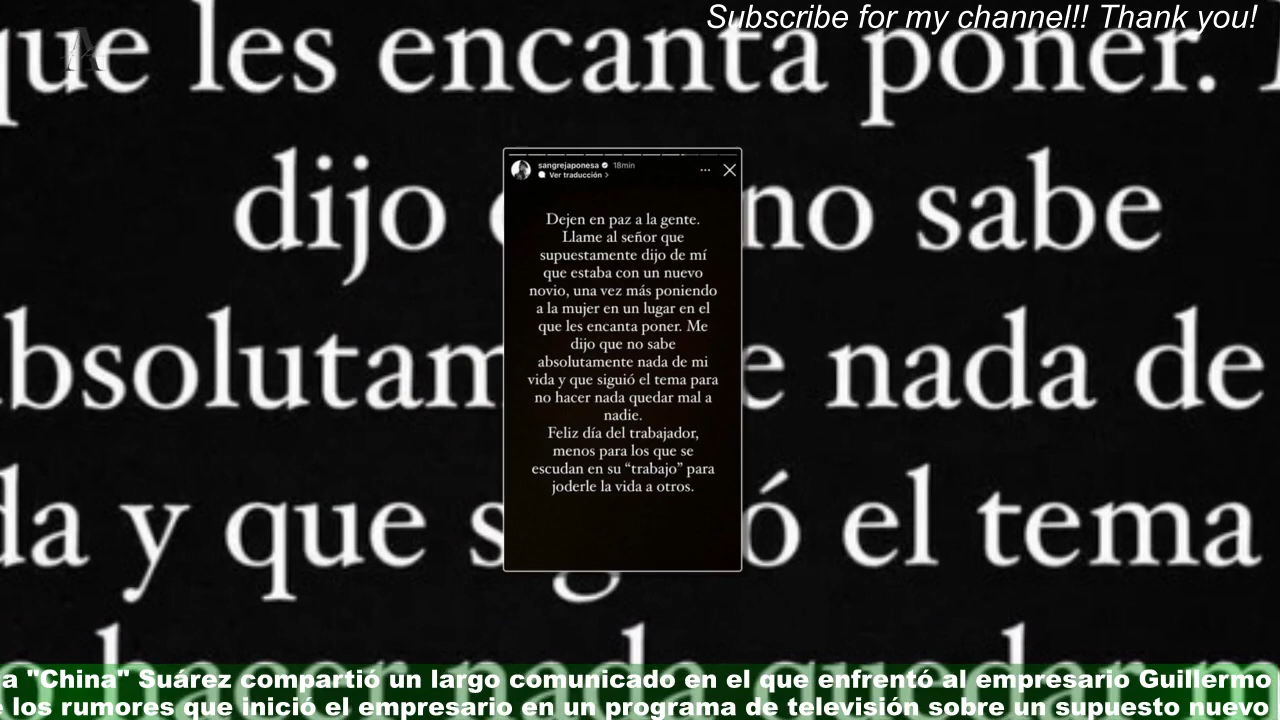 Subscribe for my channel!! Thank you!
que les encanta poner.
dijo no sabe
nada de
da y que ó el tema
sangrejaponesa 18min
Ver traducción >
Dejen en paz a la gente.
Llame al señor que
supuestamente dijo de mí
que estaba con un nuevo
novio, una vez más poniendo
a la mujer en un lugar en el
que les encanta poner. Me
dijo que no sabe
absolutamente nada de mi
vida y que siguió el tema para
no hacer nada quedar mal a
nadie.
Feliz día del trabajador,
menos para los que se
escudan en su “trabajo” para
joderle la vida a otros.
a "China" Suárez compartió un largo comunicado en el que enfrentó al empresario Guillermo
e los rumores que inició el empresario en un programa de televisión sobre un supuesto nuevo